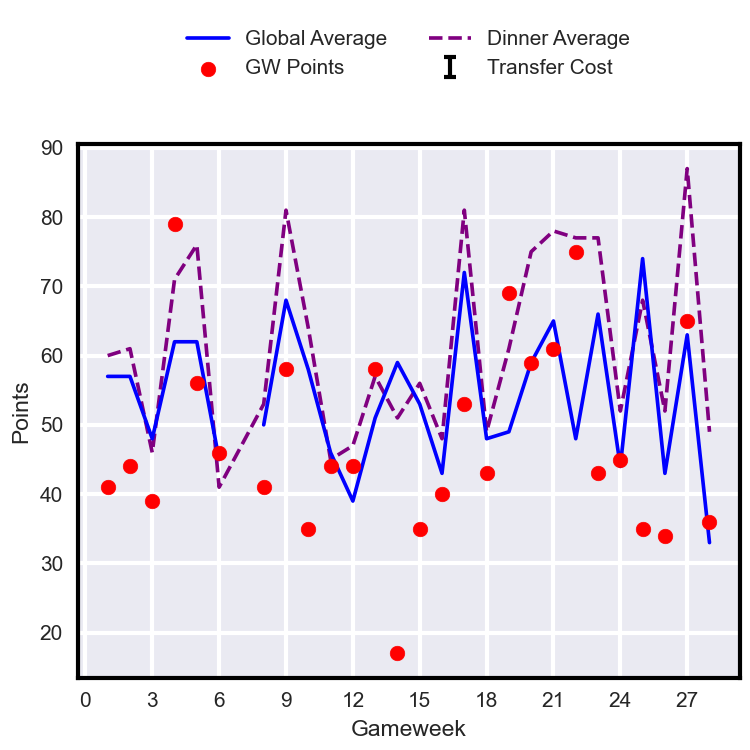 Global Average
Dinner Average
GW Points
Transfer Cost
90
80
70
60
50
40
30
20
Points
0 3 6 9 12 15 18 21 24 27
Gameweek